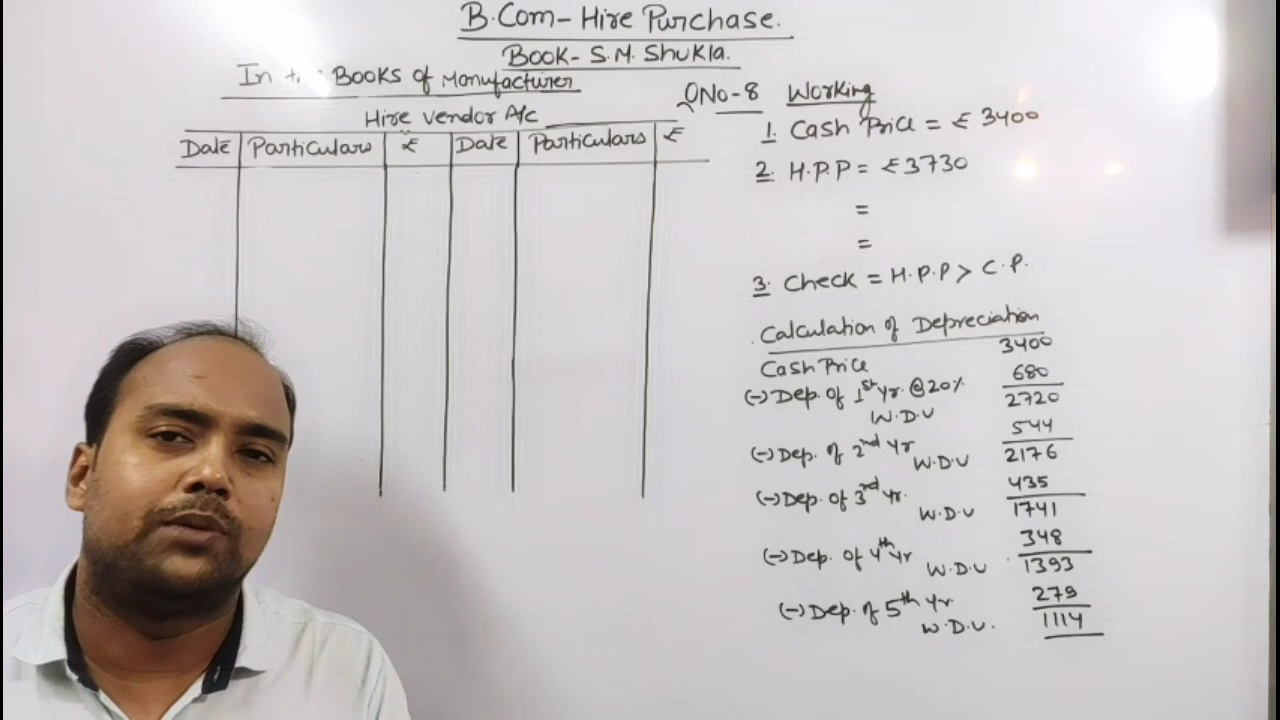 B.Com - Hire Purchase.
Book - S.M. Shukla.
In Books of Manufacturer
Hire vendor A/c
Date Particulars ₹ Date Particulars ₹
QNo-8 Working
1. Cash Price = ₹ 3400
2. H.P.P = ₹3730
=
=
3. Check = H.P.P > C.P.
Calculation of Depreciation
Cash Price 3400
(-) Dep. of 1st Yr. @20% 680
W.D.V 2720
(-) Dep. of 2nd Yr 544
W.D.V 2176
(-) Dep. of 3rd Yr. 435
W.D.V 1741
(-) Dep. of 4th Yr 348
W.D.V 1393
(-) Dep. of 5th Yr 279
W.D.V. 1114